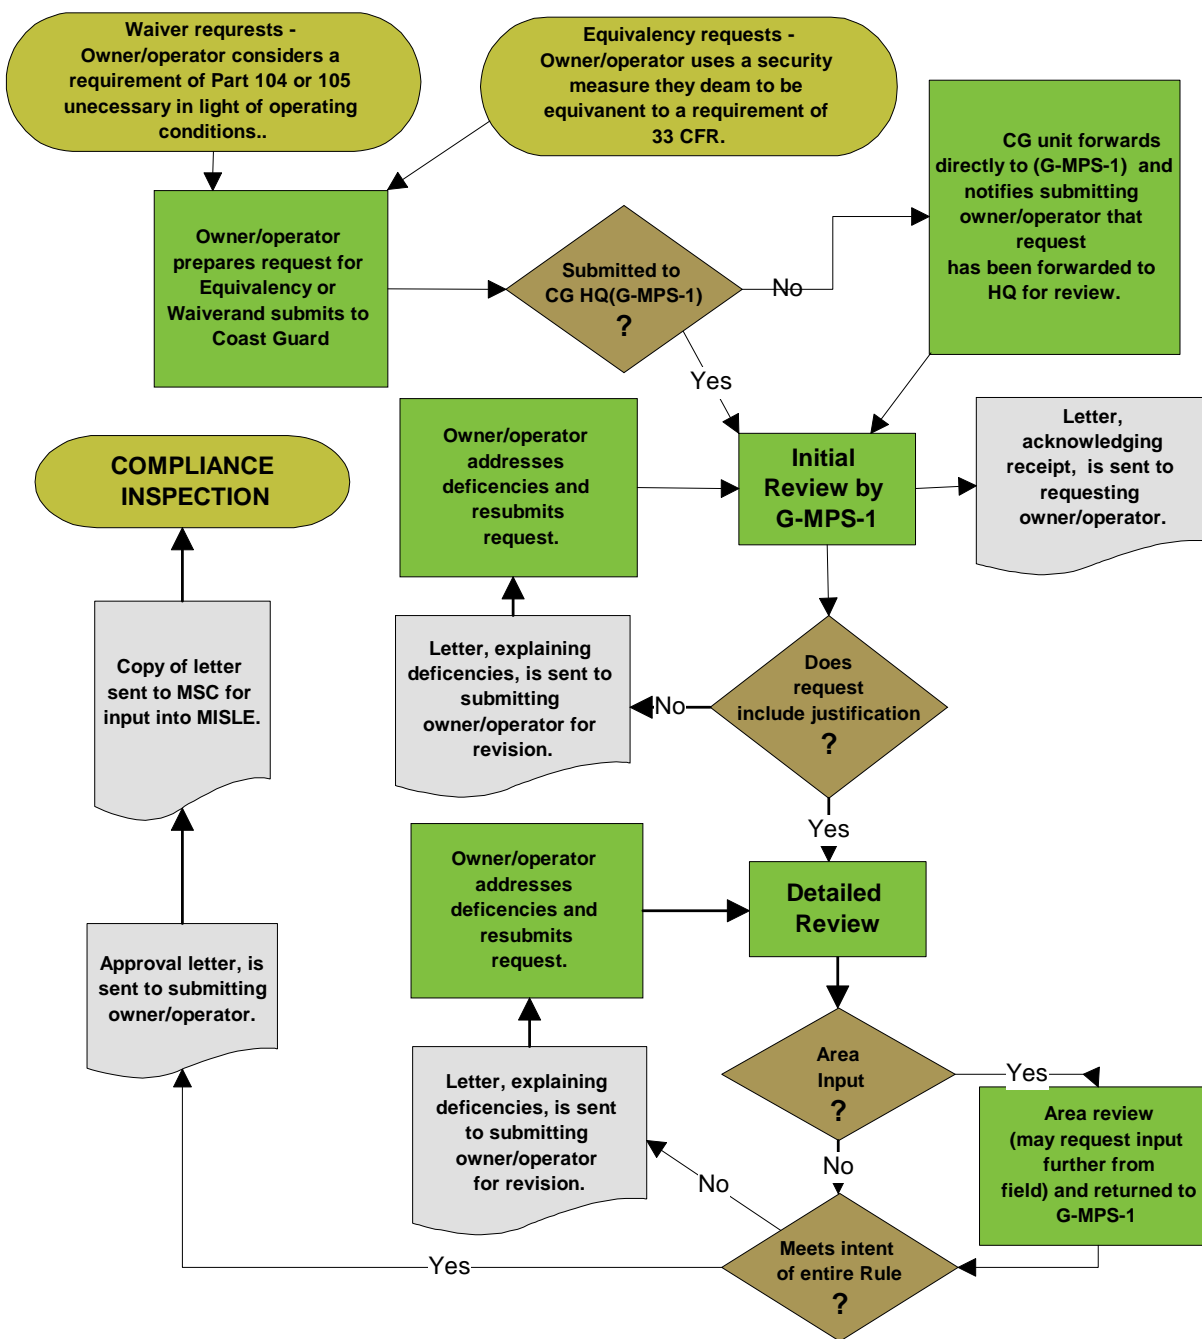 Waiver requrests -
Owner/operator considers a
requirement of Part 104 or 105
unecessary in light of operating
conditions..
Equivalency requests -
Owner/operator uses a security
measure they deam to be
equivanent to a requirement of
33 CFR.
CG unit forwards
directly to (G-MPS-1) and
notifies submitting
owner/operator that
request
has been forwarded to
HQ for review.
Owner/operator
prepares request for
Equivalency or
Waiverand submits to
Coast Guard
Submitted to
CG HQ(G-MPS-1)
?
No
Yes
Owner/operator
addresses
deficencies and
resubmits
request.
Initial
Review by
G-MPS-1
Letter,
acknowledging
receipt, is sent to
requesting
owner/operator.
COMPLIANCE
INSPECTION
Copy of letter
sent to MSC for
input into MISLE.
Letter, explaining
deficencies, is sent to
submitting
owner/operator for
revision.
No
Does
request
include justification
?
Yes
Owner/operator
addresses
deficencies and
resubmits
request.
Detailed
Review
Approval letter, is
sent to submitting
owner/operator.
Letter, explaining
deficencies, is sent
to submitting
owner/operator
for revision.
Area
Input
?
Yes
Area review
(may request input
further from
field) and returned to
G-MPS-1
No
No
Meets intent
of entire Rule
?
Yes